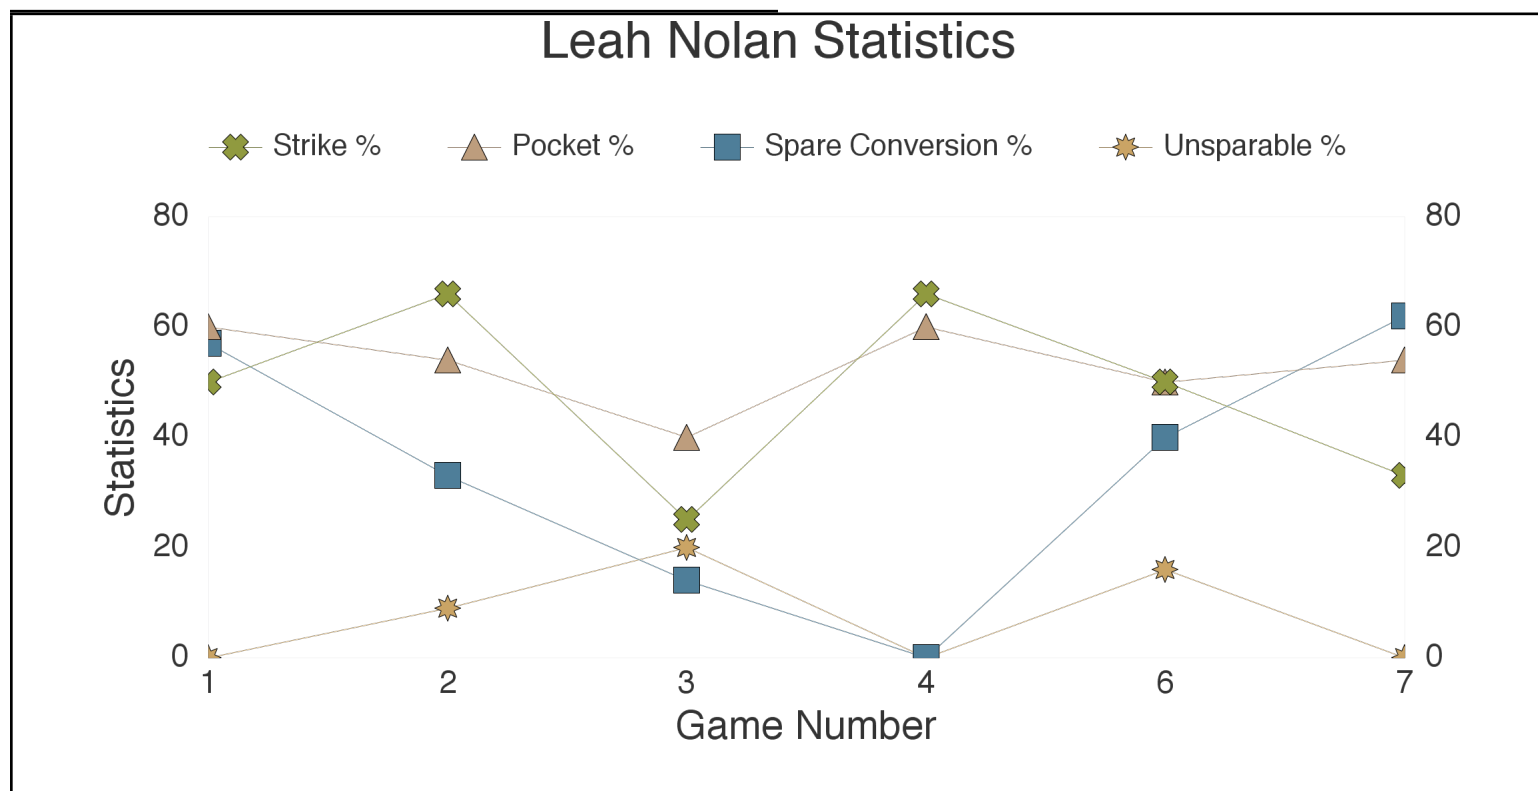 Leah Nolan Statistics
Strike % Pocket % Spare Conversion % Unsparable %
80 80
60 60
Statistics
40 40
20 20
0 0
1 2 3 4 6 7
Game Number